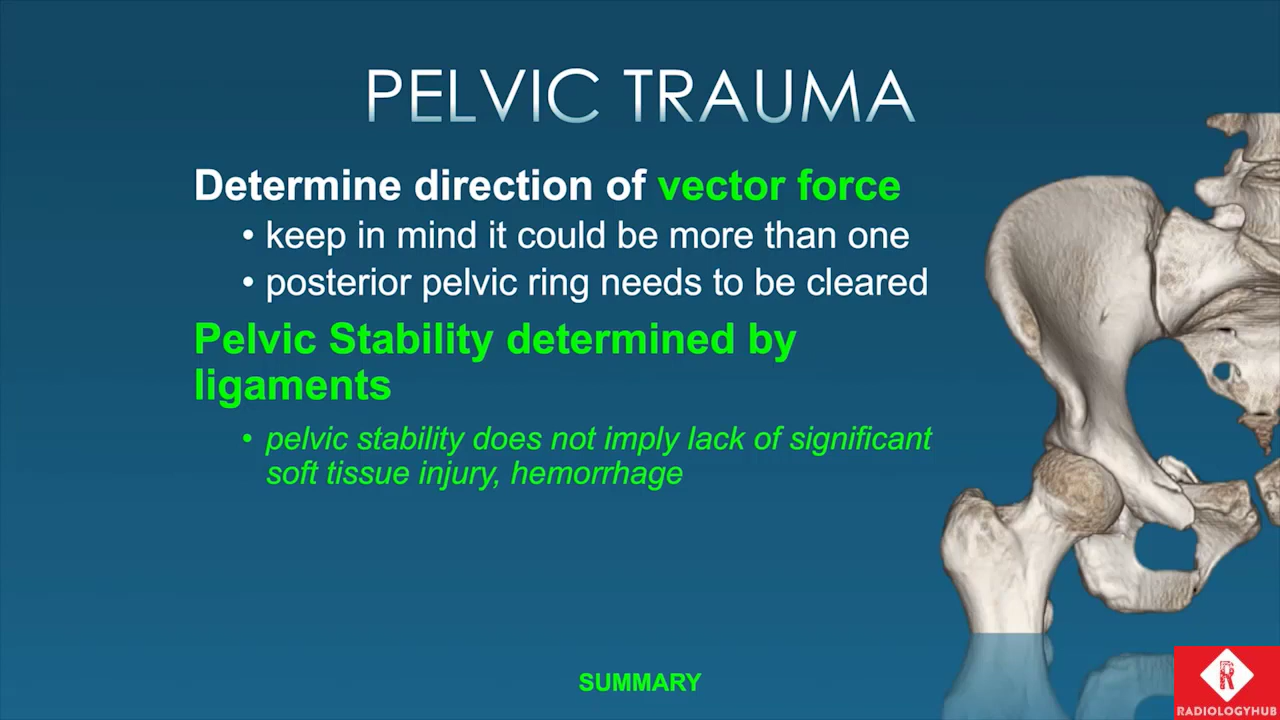 PELVIC TRAUMA
Determine direction of vector force
• keep in mind it could be more than one
• posterior pelvic ring needs to be cleared
Pelvic Stability determined by
ligaments
• pelvic stability does not imply lack of significant
soft tissue injury, hemorrhage
SUMMARY
R
RADIOLOGYHUB